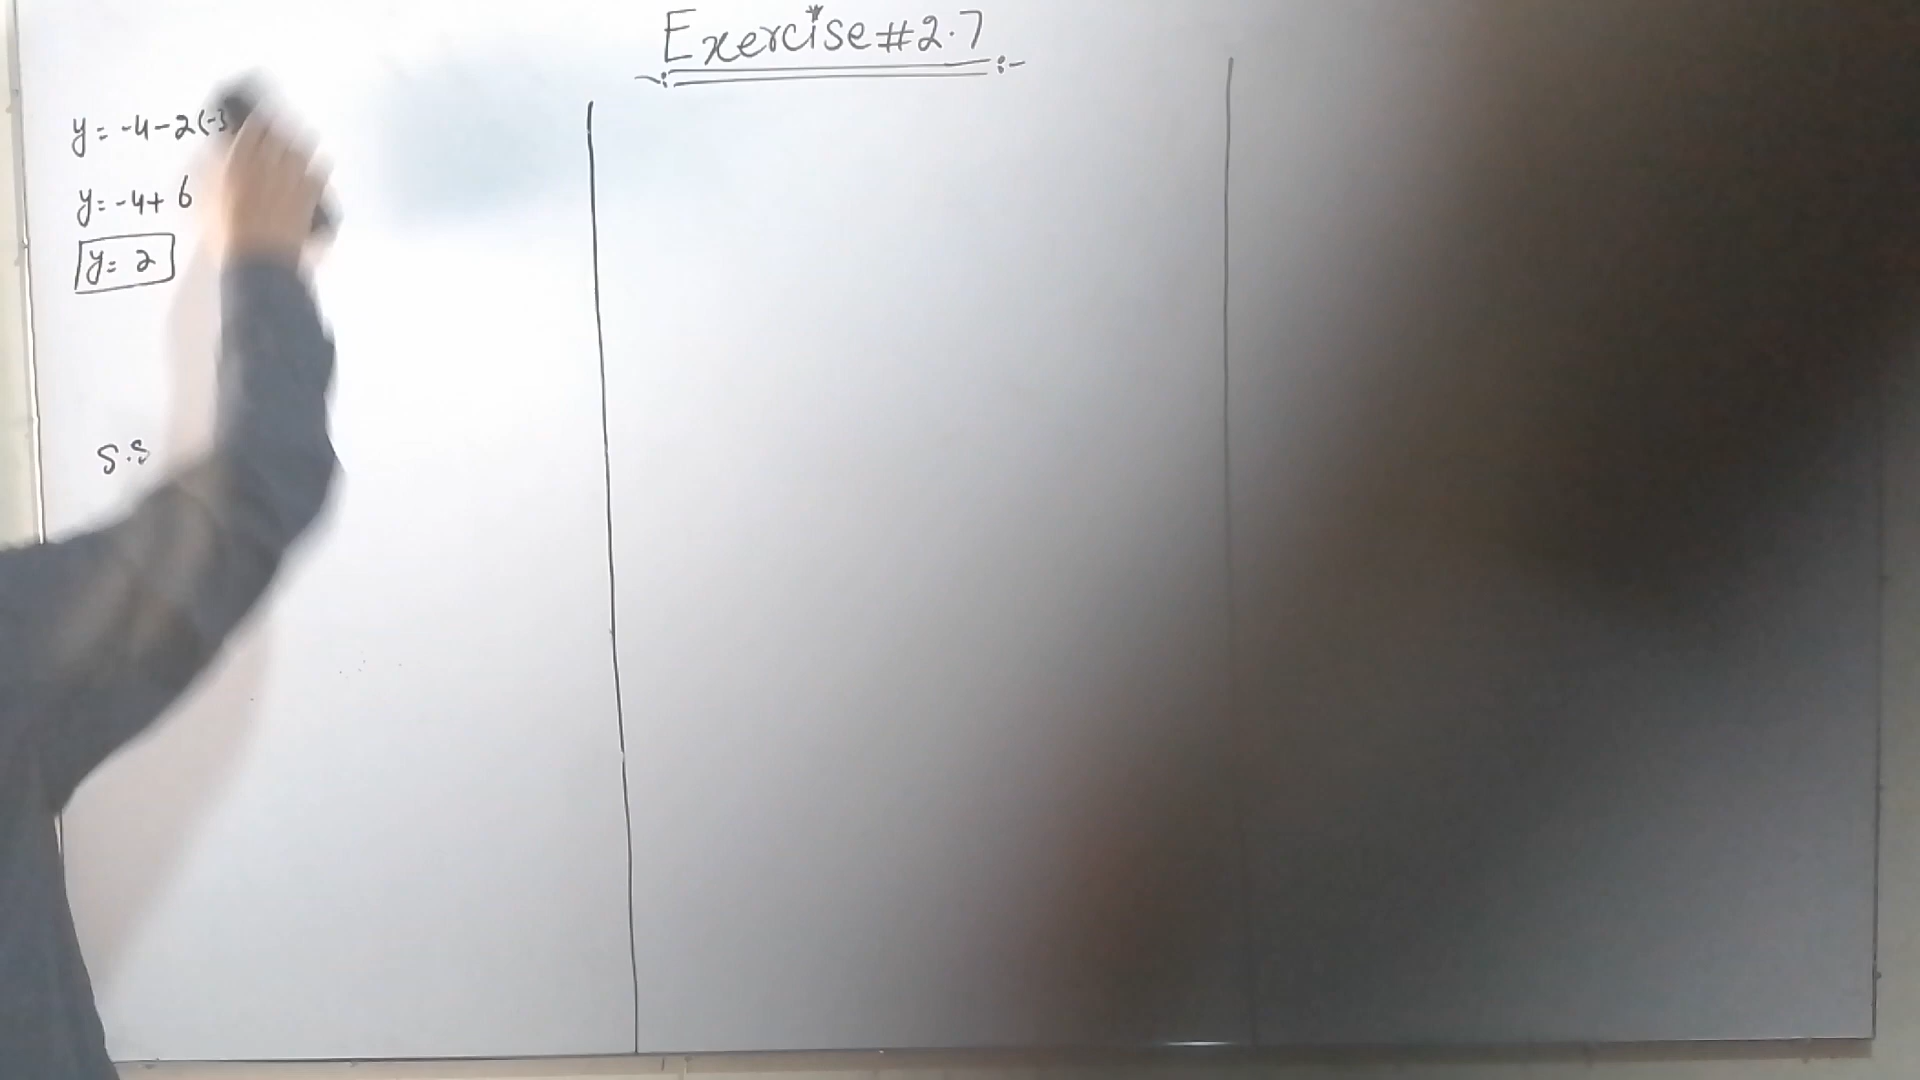 Exercise #2.7
y = -4-2(-3
y = -4+ 6
y = 2
S.S